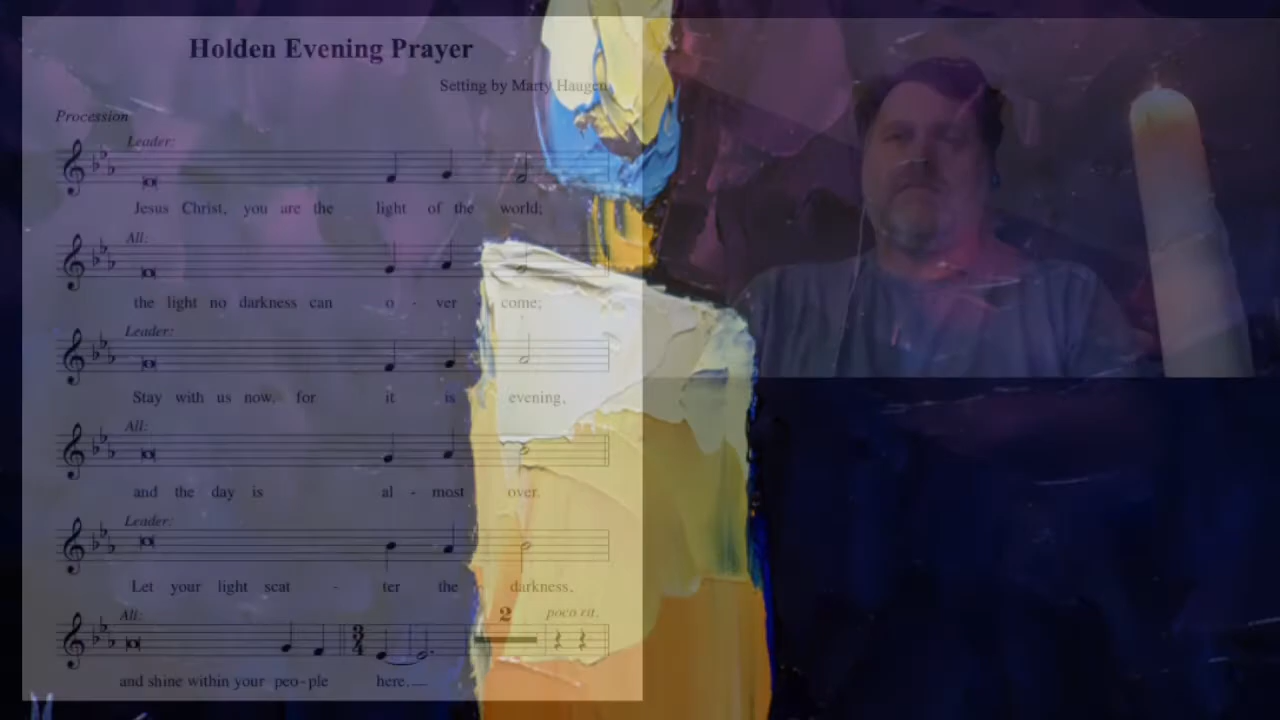 Holden Evening Prayer
Setting by Marty Haugen
Procession
Leader:
Jesus Christ, you are the light of the world;
All:
the light no darkness can o - ver - come;
Leader:
Stay with us now, for it is evening,
All:
and the day is al - most over.
Leader:
Let your light scat - ter the darkness,
All: 2 poco rit.
3
4
and shine within your peo-ple here.